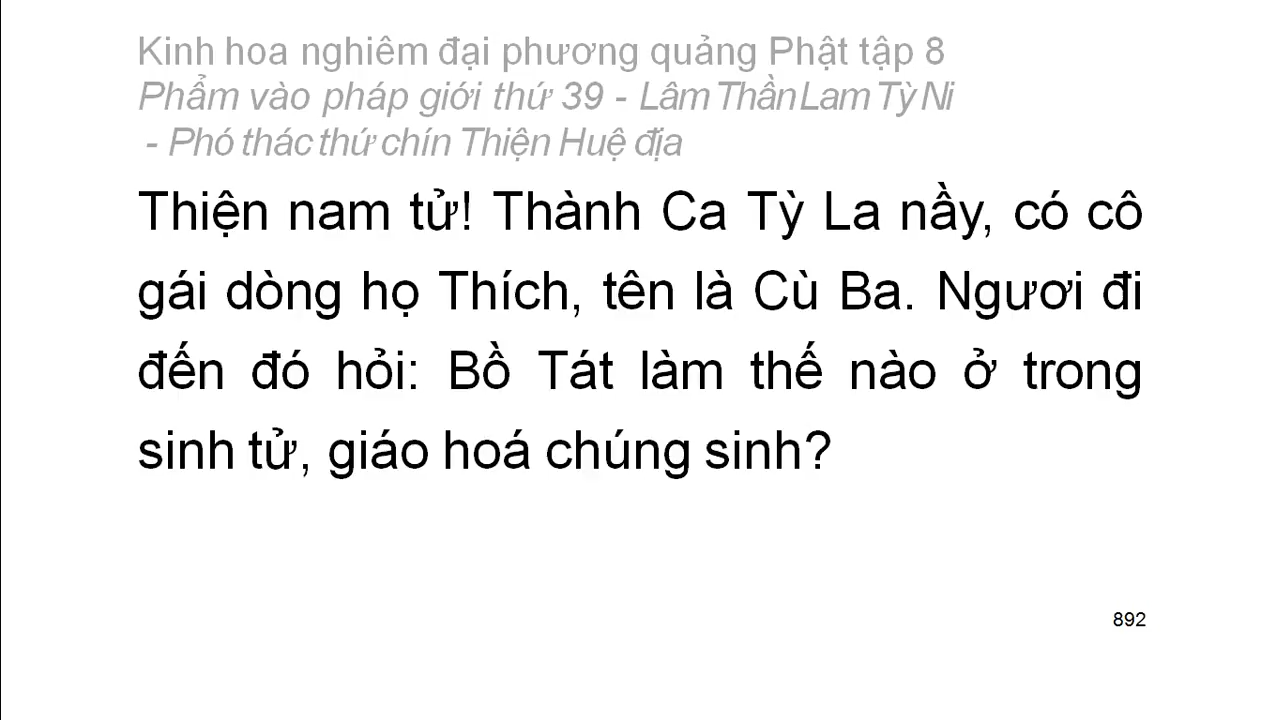 Kinh hoa nghiêm đại phương quảng Phật tập 8
Phẩm vào pháp giới thứ 39 - Lâm Thần Lam Tỳ Ni
- Phó thác thứ chín Thiện Huệ địa
Thiện nam tử! Thành Ca Tỳ La nầy, có cô
gái dòng họ Thích, tên là Cù Ba. Ngươi đi
đến đó hỏi: Bồ Tát làm thế nào ở trong
sinh tử, giáo hoá chúng sinh?
892